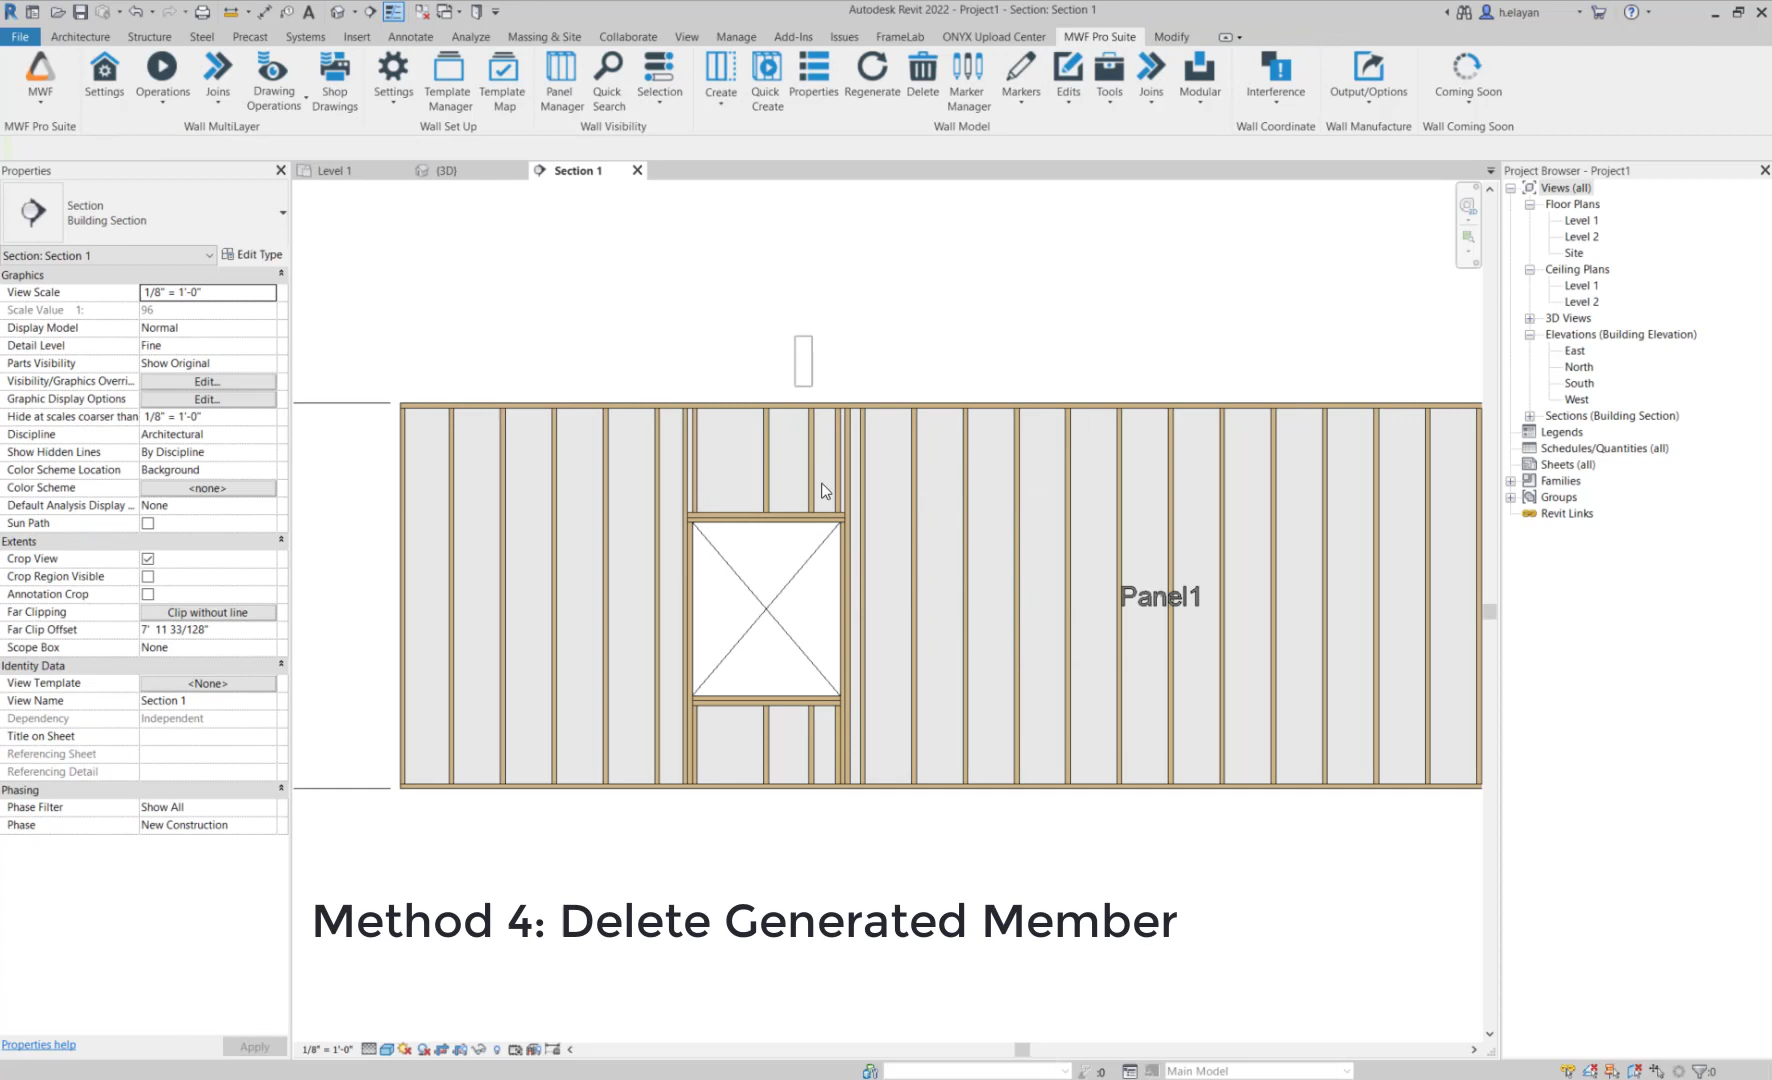 Autodesk Revit 2022 - Project1 - Section: Section 1
h.elayan
File Architecture Structure Steel Precast Systems Insert Annotate Analyze Massing & Site Collaborate View Manage Add-Ins Issues FrameLab ONYX Upload Center MWF Pro Suite Modify
MWF Settings Operations Joins Drawing Operations Shop Drawings Settings Template Manager Template Map Panel Manager Quick Search Selection Create Quick Create Properties Regenerate Delete Marker Manager Markers Edits Tools Joins Modular Interference Output/Options Coming Soon
MWF Pro Suite Wall MultiLayer Wall Set Up Wall Visibility Wall Model Wall Coordinate Wall Manufacture Wall Coming Soon
Properties
Section
Building Section
Section: Section 1 Edit Type
Graphics
View Scale 1/8" = 1'-0"
Scale Value 1: 96
Display Model Normal
Detail Level Fine
Parts Visibility Show Original
Visibility/Graphics Overri... Edit...
Graphic Display Options Edit...
Hide at scales coarser than 1/8" = 1'-0"
Discipline Architectural
Show Hidden Lines By Discipline
Color Scheme Location Background
Color Scheme <none>
Default Analysis Display ... None
Sun Path
Extents
Crop View
Crop Region Visible
Annotation Crop
Far Clipping Clip without line
Far Clip Offset 7' 11 33/128"
Scope Box None
Identity Data
View Template <None>
View Name Section 1
Dependency Independent
Title on Sheet
Referencing Sheet
Referencing Detail
Phasing
Phase Filter Show All
Phase New Construction
Properties help Apply
Level 1 {3D} Section 1
Panel1
Method 4: Delete Generated Member
1/8" = 1'-0"
Project Browser - Project1
Views (all)
Floor Plans
Level 1
Level 2
Site
Ceiling Plans
Level 1
Level 2
3D Views
Elevations (Building Elevation)
East
North
South
West
Sections (Building Section)
Legends
Schedules/Quantities (all)
Sheets (all)
Families
Groups
Revit Links
:0 Main Model :0